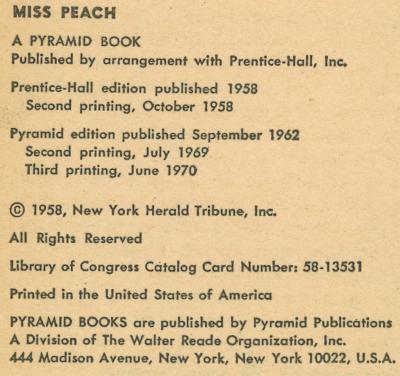 MISS PEACH
A PYRAMID BOOK
Published by arrangement with Prentice-Hall, Inc.
Prentice-Hall edition published 1958
Second printing, October 1958
Pyramid edition published September 1962
Second printing, July 1969
Third printing, June 1970
© 1958, New York Herald Tribune, Inc.
All Rights Reserved
Library of Congress Catalog Card Number: 58-13531
Printed in the United States of America
PYRAMID BOOKS are published by Pyramid Publications
A Division of The Walter Reade Organization, Inc.
444 Madison Avenue, New York, New York 10022, U.S.A.